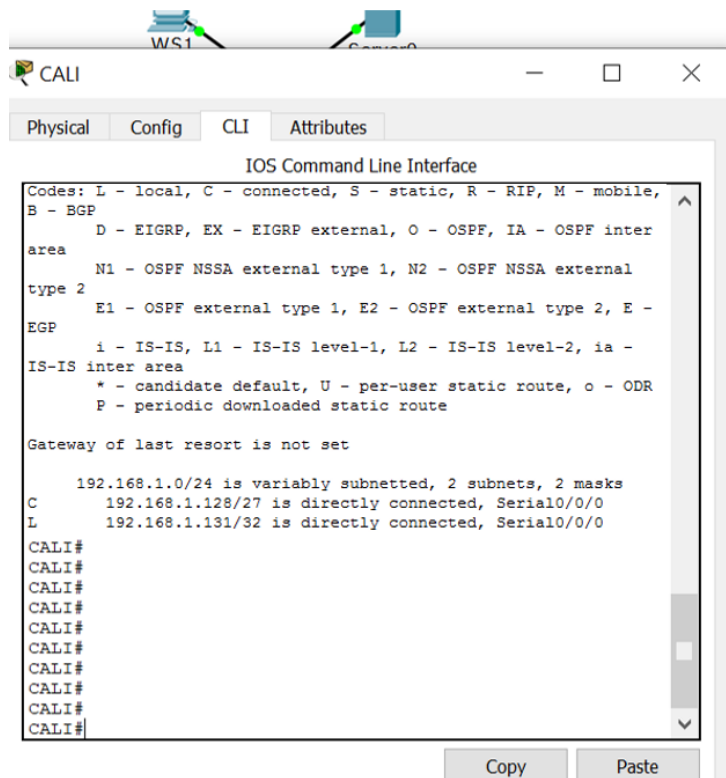 WS1
Server0
CALI
Physical Config CLI Attributes
IOS Command Line Interface
Codes: L - local, C - connected, S - static, R - RIP, M - mobile,
B - BGP
D - EIGRP, EX - EIGRP external, O - OSPF, IA - OSPF inter
area
N1 - OSPF NSSA external type 1, N2 - OSPF NSSA external
type 2
E1 - OSPF external type 1, E2 - OSPF external type 2, E -
EGP
i - IS-IS, L1 - IS-IS level-1, L2 - IS-IS level-2, ia -
IS-IS inter area
* - candidate default, U - per-user static route, o - ODR
P - periodic downloaded static route
Gateway of last resort is not set
192.168.1.0/24 is variably subnetted, 2 subnets, 2 masks
C 192.168.1.128/27 is directly connected, Serial0/0/0
L 192.168.1.131/32 is directly connected, Serial0/0/0
CALI#
CALI#
CALI#
CALI#
CALI#
CALI#
CALI#
CALI#
CALI#
CALI#
Copy Paste